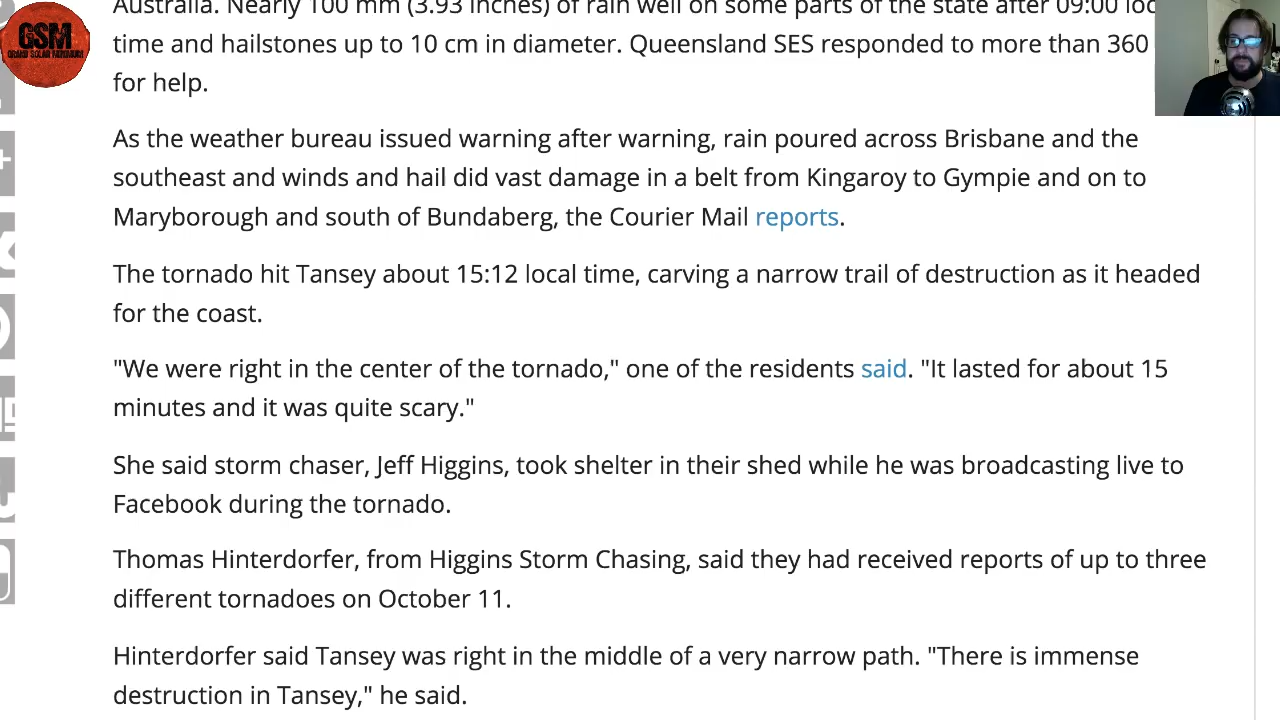 GSM
GRAND SOLAR MINIMUM
Australia. Nearly 100 mm (3.93 inches) of rain well on some parts of the state after 09:00
time and hailstones up to 10 cm in diameter. Queensland SES responded to more than 360
for help.
As the weather bureau issued warning after warning, rain poured across Brisbane and the
southeast and winds and hail did vast damage in a belt from Kingaroy to Gympie and on to
Maryborough and south of Bundaberg, the Courier Mail reports.
The tornado hit Tansey about 15:12 local time, carving a narrow trail of destruction as it headed
for the coast.
"We were right in the center of the tornado," one of the residents said. "It lasted for about 15
minutes and it was quite scary."
She said storm chaser, Jeff Higgins, took shelter in their shed while he was broadcasting live to
Facebook during the tornado.
Thomas Hinterdorfer, from Higgins Storm Chasing, said they had received reports of up to three
different tornadoes on October 11.
Hinterdorfer said Tansey was right in the middle of a very narrow path. "There is immense
destruction in Tansey," he said.